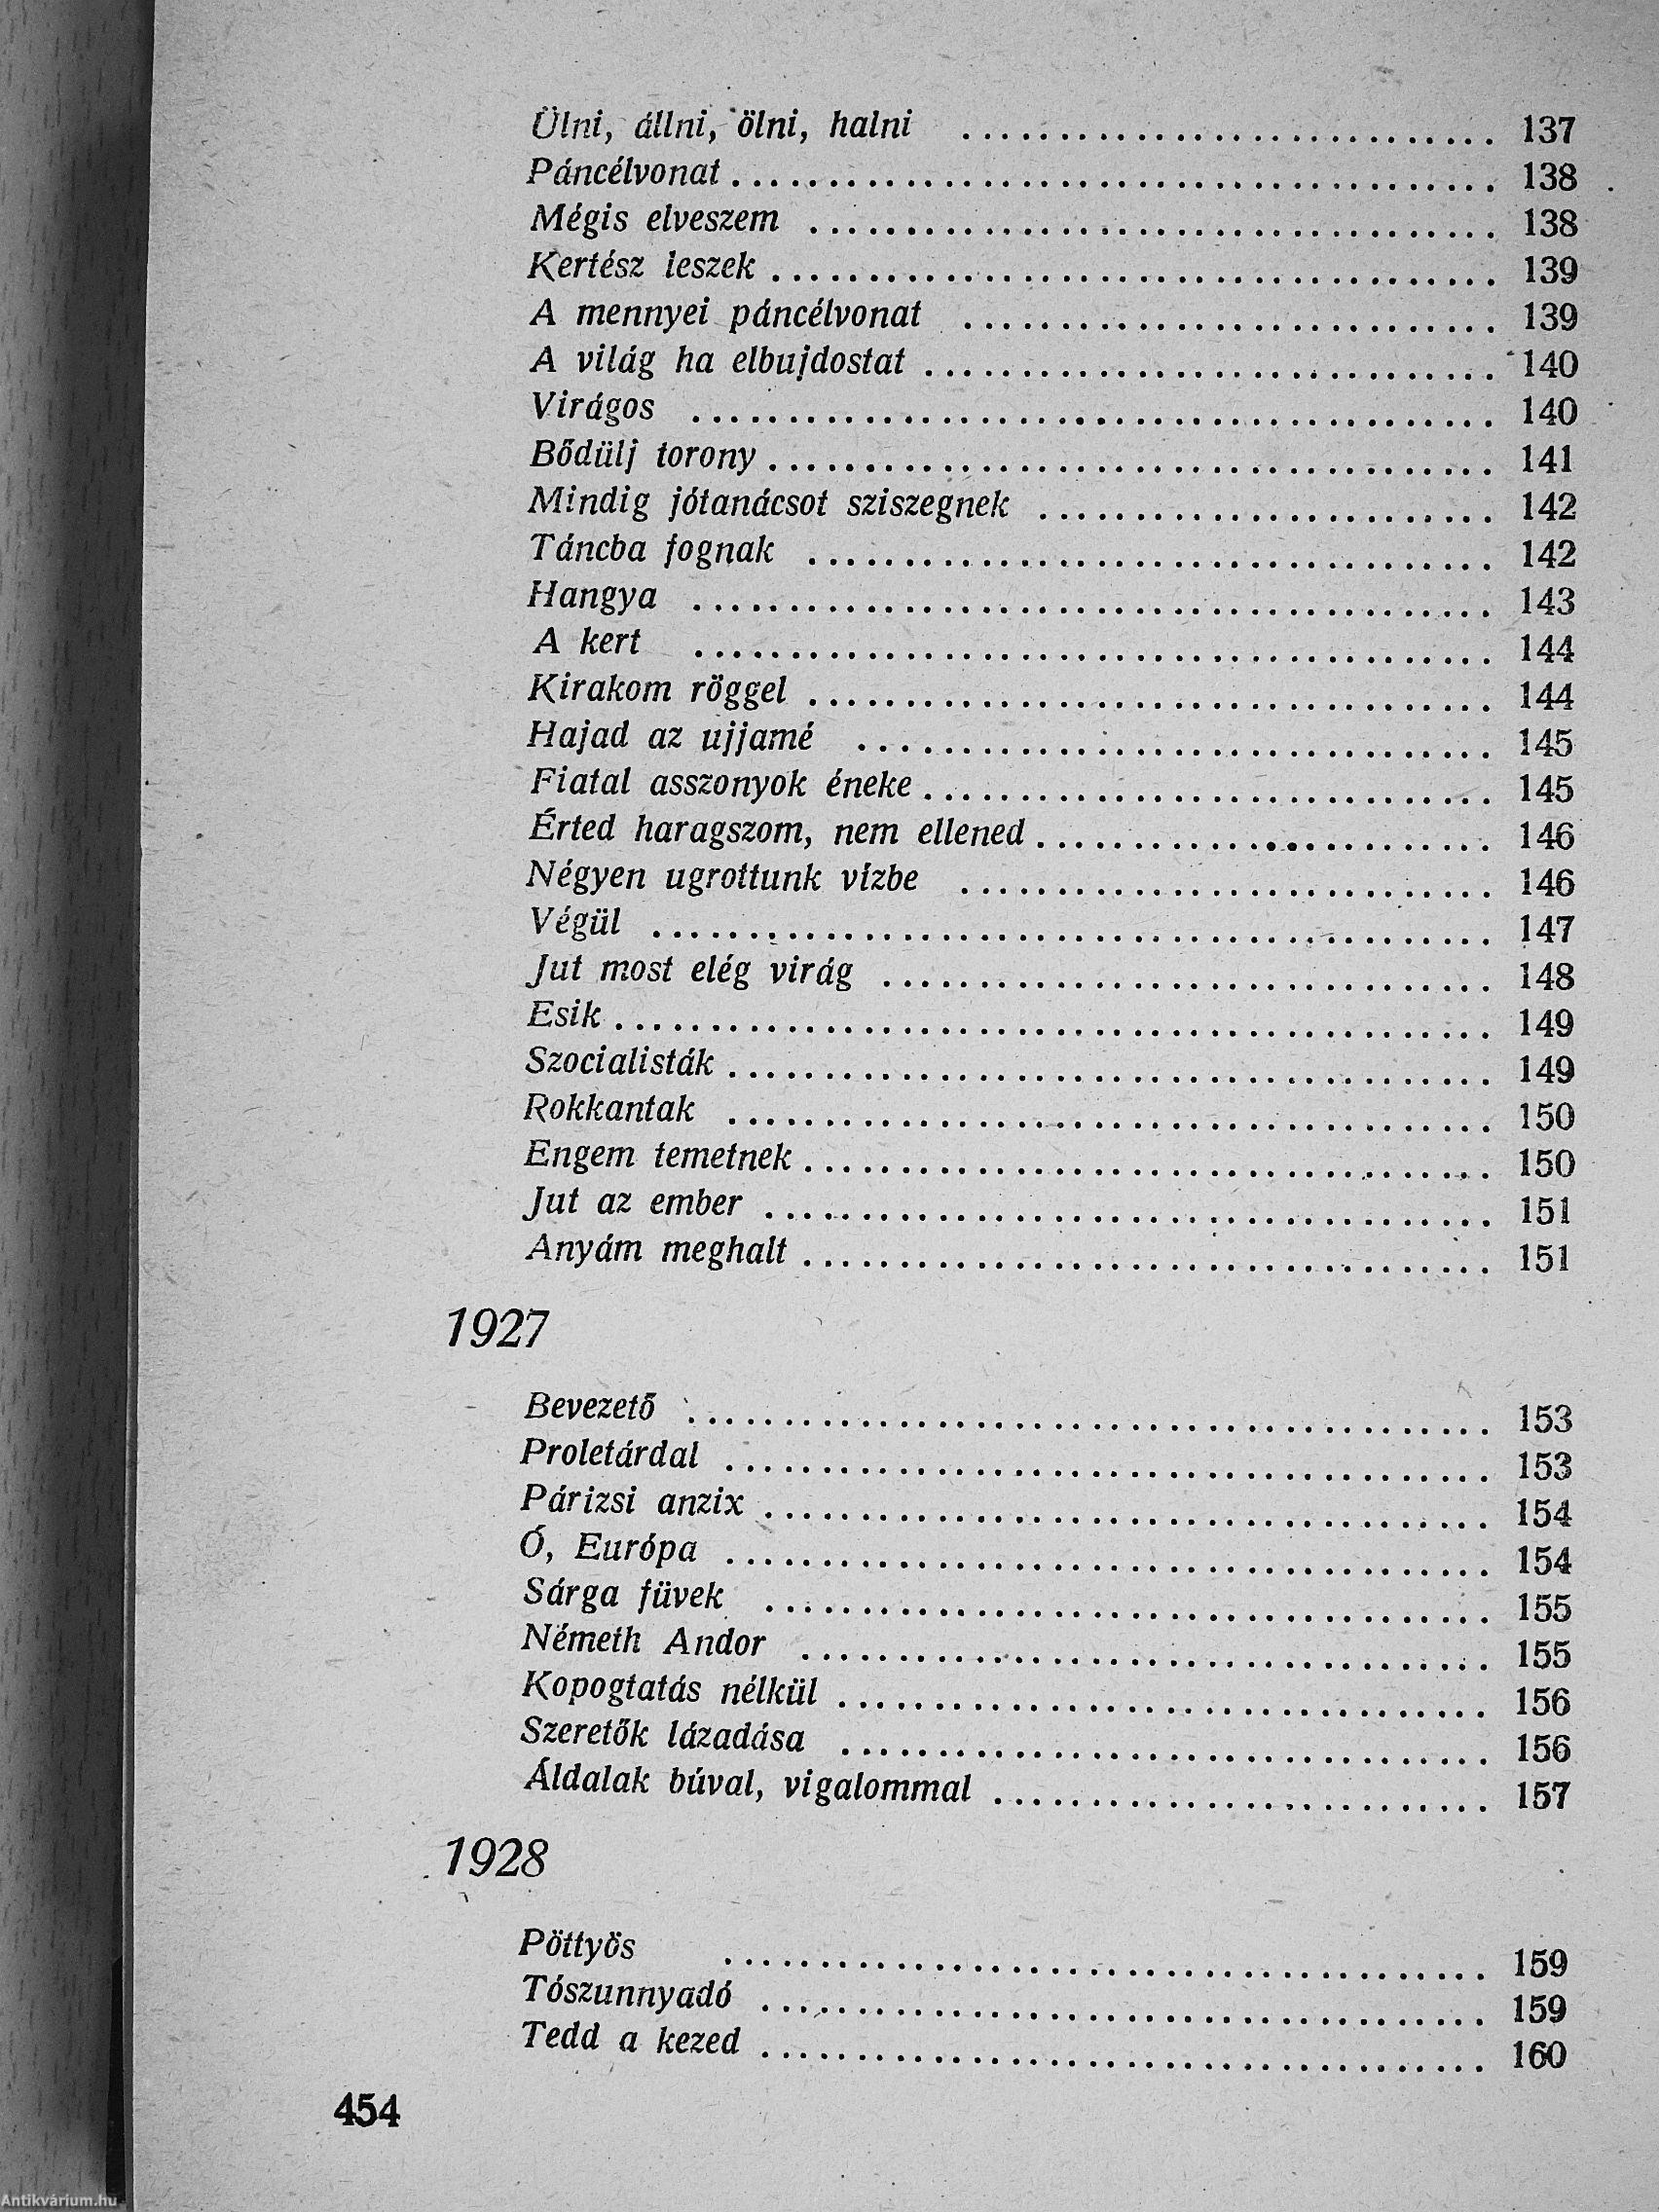 Ülni, állni, ölni, halni ........ 137
Páncélvonat ........ 138
Mégis elveszem ........ 138
Kertész leszek ........ 139
A mennyei páncélvonat ........ 139
A világ ha elbujdostat ........ 140
Virágos ........ 140
Bődülj torony ........ 141
Mindig jótanácsot sziszegnek ........ 142
Táncba fognak ........ 142
Hangya ........ 143
A kert ........ 144
Kirakom röggel ........ 144
Hajad az ujjamé ........ 145
Fiatal asszonyok éneke ........ 145
Érted haragszom, nem ellened ........ 146
Négyen ugrottunk vízbe ........ 146
Végül ........ 147
Jut most elég virág ........ 148
Esik ........ 149
Szocialisták ........ 149
Rokkantak ........ 150
Engem temetnek ........ 150
Jut az ember ........ 151
Anyám meghalt ........ 151
1927
Bevezető ........ 153
Proletárdal ........ 153
Párizsi anzix ........ 154
Ó, Európa ........ 154
Sárga füvek ........ 155
Németh Andor ........ 155
Kopogtatás nélkül ........ 156
Szeretők lázadása ........ 156
Áldalak búval, vigalommal ........ 157
1928
Pöttyös ........ 159
Tószunnyadó ........ 159
Tedd a kezed ........ 160
454
Antikvárium.hu